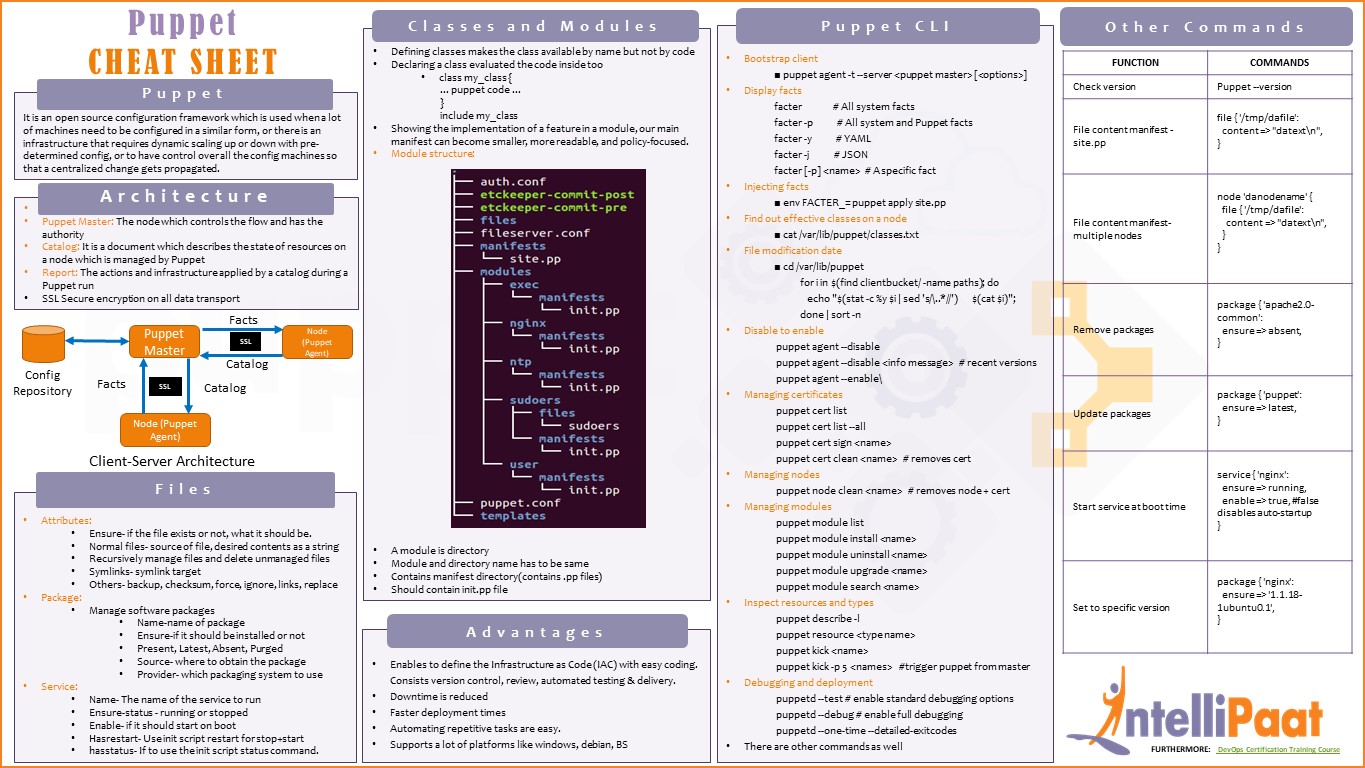 Puppet
CHEAT SHEET
Puppet
It is an open source configuration framework which is used when a lot
of machines need to be configured in a similar form, or there is an
infrastructure that requires dynamic scaling up or down with pre-
determined config, or to have control over all the config machines so
that a centralized change gets propagated.
Architecture
•
• Puppet Master: The node which controls the flow and has the
authority
• Catalog: It is a document which describes the state of resources on
a node which is managed by Puppet
• Report: The actions and infrastructure applied by a catalog during a
Puppet run
• SSL Secure encryption on all data transport
Config
Repository
Puppet
Master
Facts
SSL
Catalog
Node
(Puppet
Agent)
Facts
SSL
Catalog
Node (Puppet
Agent)
Client-Server Architecture
Files
• Attributes:
• Ensure- if the file exists or not, what it should be.
• Normal files- source of file, desired contents as a string
• Recursively manage files and delete unmanaged files
• Symlinks- symlink target
• Others- backup, checksum, force, ignore, links, replace
• Package:
• Manage software packages
• Name-name of package
• Ensure-if it should be installed or not
• Present, Latest, Absent, Purged
• Source- where to obtain the package
• Provider- which packaging system to use
• Service:
• Name- The name of the service to run
• Ensure-status - running or stopped
• Enable- if it should start on boot
• Hasrestart- Use init script restart for stop+start
• hasstatus- If to use the init script status command.
Classes and Modules
• Defining classes makes the class available by name but not by code
• Declaring a class evaluated the code inside too
• class my_class {
... puppet code ...
}
include my_class
• Showing the implementation of a feature in a module, our main
manifest can become smaller, more readable, and policy-focused.
• Module structure:
├── auth.conf
├── etckeeper-commit-post
├── etckeeper-commit-pre
├── files
├── fileserver.conf
├── manifests
│   └── site.pp
├── modules
│   ├── exec
│   │   └── manifests
│   │       └── init.pp
│   ├── nginx
│   │   └── manifests
│   │       └── init.pp
│   ├── ntp
│   │   └── manifests
│   │       └── init.pp
│   ├── sudoers
│   │   ├── files
│   │   │   └── sudoers
│   │   └── manifests
│   │       └── init.pp
│   └── user
│       └── manifests
│           └── init.pp
├── puppet.conf
└── templates
• A module is directory
• Module and directory name has to be same
• Contains manifest directory(contains .pp files)
• Should contain init.pp file
Advantages
• Enables to define the Infrastructure as Code (IAC) with easy coding.
Consists version control, review, automated testing & delivery.
• Downtime is reduced
• Faster deployment times
• Automating repetitive tasks are easy.
• Supports a lot of platforms like windows, debian, BS
Puppet CLI
• Bootstrap client
■ puppet agent -t --server <puppet master> [<options>]
• Display facts
facter # All system facts
facter -p # All system and Puppet facts
facter -y # YAML
facter -j # JSON
facter [-p] <name> # A specific fact
• Injecting facts
■ env FACTER_= puppet apply site.pp
• Find out effective classes on a node
■ cat /var/lib/puppet/classes.txt
• File modification date
■ cd /var/lib/puppet
for i in $(find clientbucket/ -name paths); do
echo "$(stat -c %y $i | sed 's/\..*//') $(cat $i)";
done | sort -n
• Disable to enable
puppet agent --disable
puppet agent --disable <info message> # recent versions
puppet agent --enable\
• Managing certificates
puppet cert list
puppet cert list --all
puppet cert sign <name>
puppet cert clean <name> # removes cert
• Managing nodes
puppet node clean <name> # removes node + cert
• Managing modules
puppet module list
puppet module install <name>
puppet module uninstall <name>
puppet module upgrade <name>
puppet module search <name>
• Inspect resources and types
puppet describe -l
puppet resource <type name>
puppet kick <name>
puppet kick -p 5 <names> #trigger puppet from master
• Debugging and deployment
puppetd --test # enable standard debugging options
puppetd --debug # enable full debugging
puppetd --one-time --detailed-exitcodes
• There are other commands as well
Other Commands
FUNCTION COMMANDS
Check version Puppet --version
File content manifest -
site.pp
file { '/tmp/dafile':
content => "datext\n",
}
File content manifest-
multiple nodes
node 'danodename' {
file { '/tmp/dafile':
content => "datext\n",
}
}
Remove packages
package { 'apache2.0-
common':
ensure => absent,
}
Update packages
package { 'puppet':
ensure => latest,
}
Start service at boot time
service { 'nginx':
ensure => running,
enable => true, #false
disables auto-startup
}
Set to specific version
package { 'nginx':
ensure => '1.1.18-
1ubuntu0.1',
}
IntelliPaat
FURTHERMORE: DevOps Certification Training Course